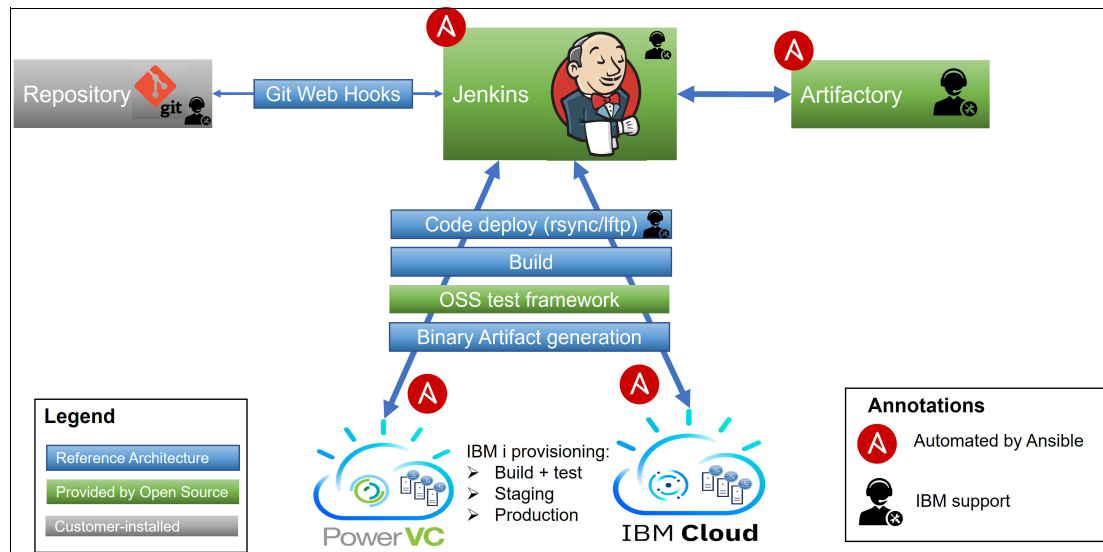 Repository
git
Git Web Hooks
Jenkins
Artifactory
Code deploy (rsync/lftp)
Build
OSS test framework
Binary Artifact generation
Legend
Reference Architecture
Provided by Open Source
Customer-installed
IBM i provisioning:
➢ Build + test
➢ Staging
➢ Production
PowerVC
IBM Cloud
Annotations
Automated by Ansible
IBM support